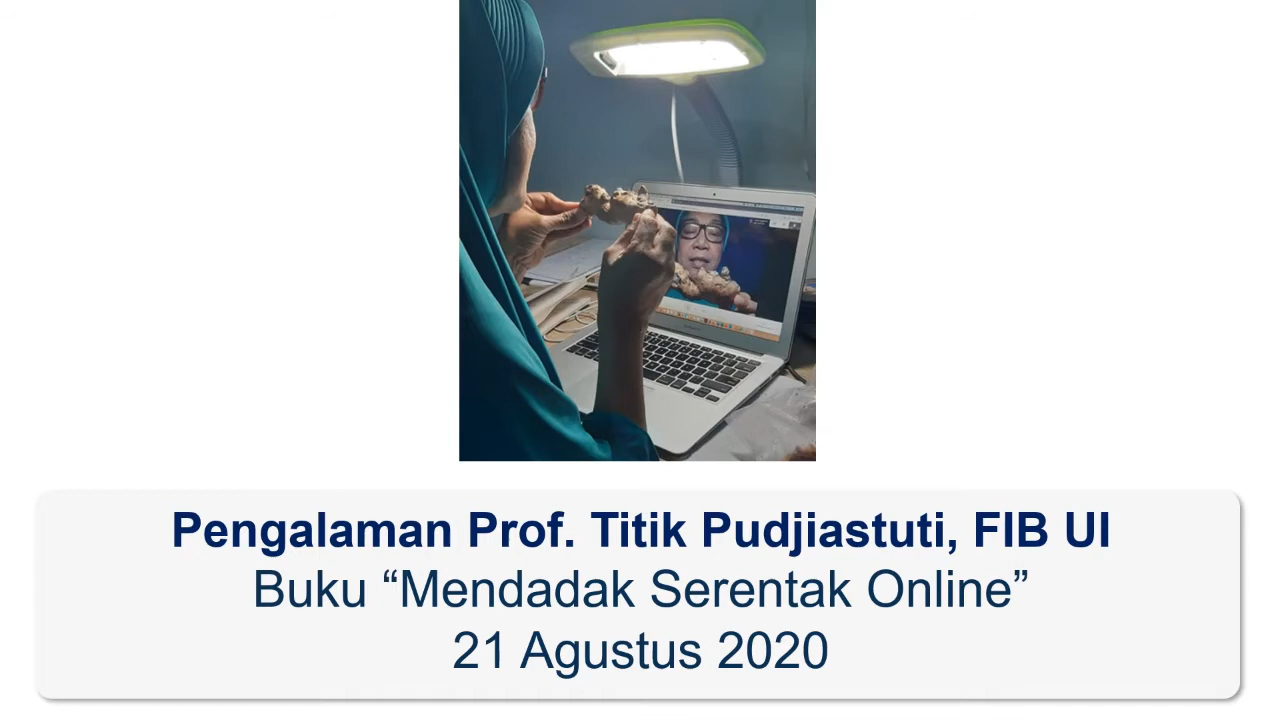 Pengalaman Prof. Titik Pudjiastuti, FIB UI
Buku “Mendadak Serentak Online”
21 Agustus 2020